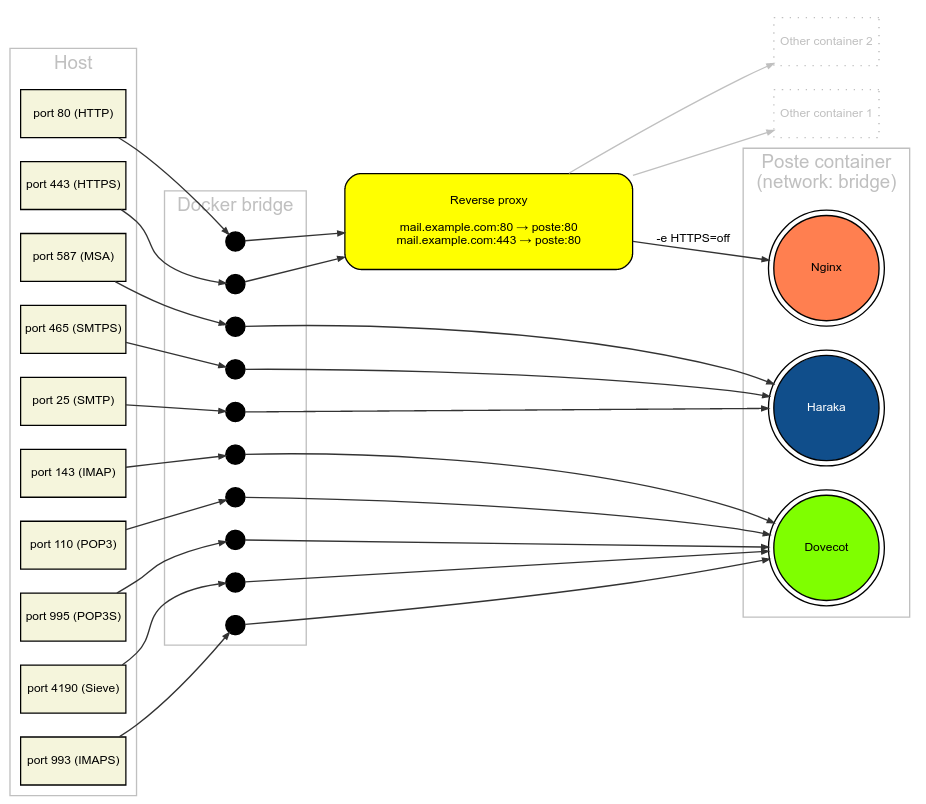 Host
port 80 (HTTP)
port 443 (HTTPS)
port 587 (MSA)
port 465 (SMTPS)
port 25 (SMTP)
port 143 (IMAP)
port 110 (POP3)
port 995 (POP3S)
port 4190 (Sieve)
port 993 (IMAPS)
Docker bridge
Reverse proxy
mail.example.com:80 → poste:80
mail.example.com:443 → poste:80
-e HTTPS=off
Other container 2
Other container 1
Poste container
(network: bridge)
Nginx
Haraka
Dovecot